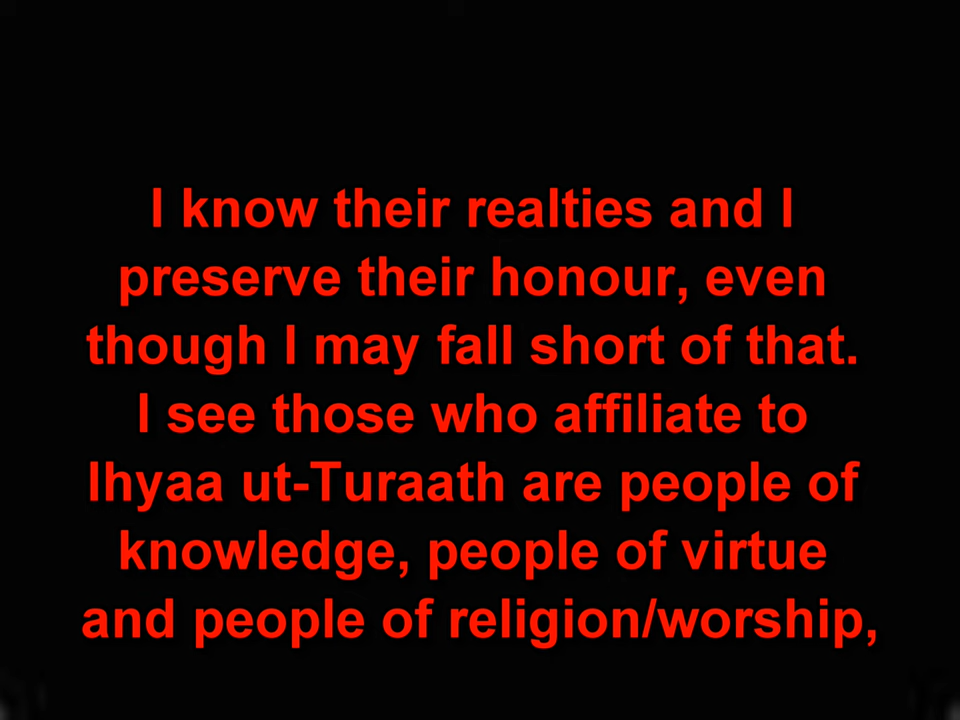 I know their realties and I
preserve their honour, even
though I may fall short of that.
I see those who affiliate to
Ihyaa ut-Turaath are people of
knowledge, people of virtue
and people of religion/worship,